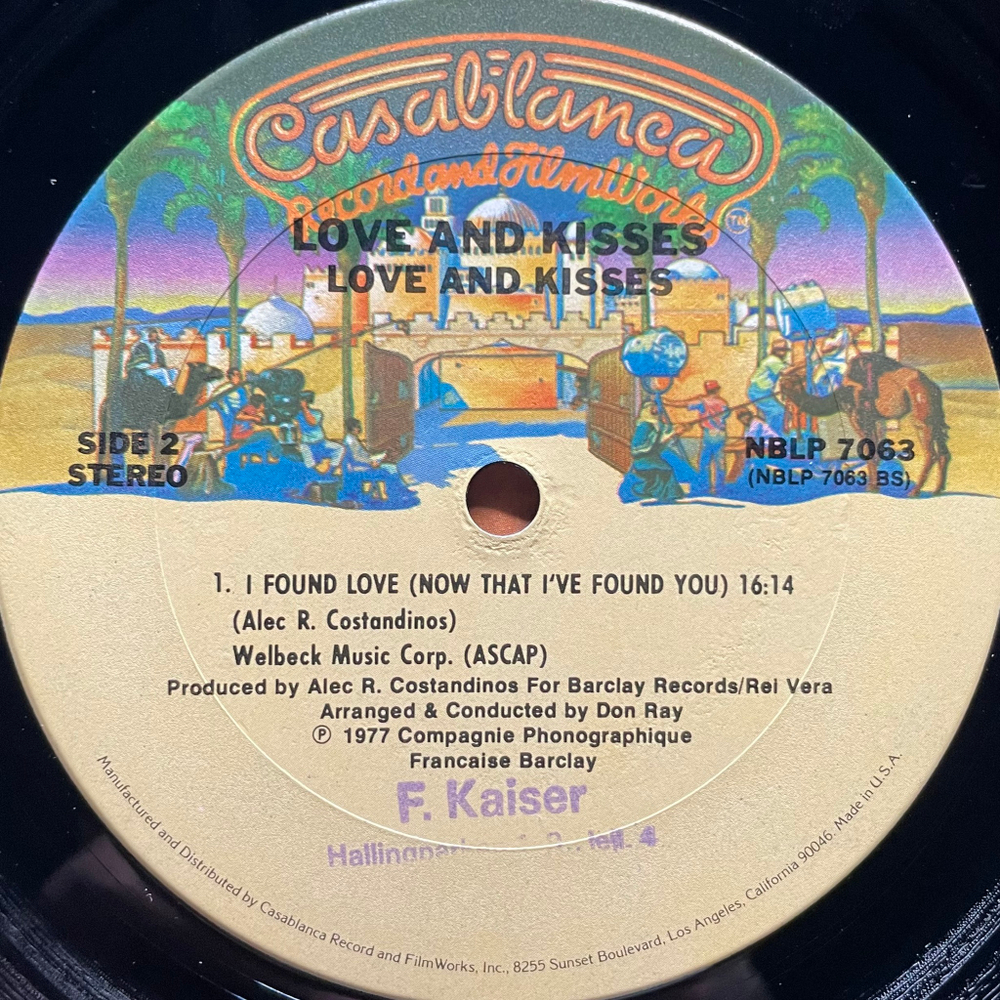 Casablanca
Record and FilmWorks TM
LOVE AND KISSES
LOVE AND KISSES
SIDE 2
STEREO
NBLP 7063
(NBLP 7063 BS)
1. I FOUND LOVE (NOW THAT I'VE FOUND YOU) 16:14
(Alec R. Costandinos)
Welbeck Music Corp. (ASCAP)
Produced by Alec R. Costandinos For Barclay Records/Rei Vera
Arranged & Conducted by Don Ray
℗ 1977 Compagnie Phonographique
Francaise Barclay
F. Kaiser
4
Manufactured and Distributed by Casablanca Record and FilmWorks, Inc., 8255 Sunset Boulevard, Los Angeles, California 90046. Made in U.S.A.